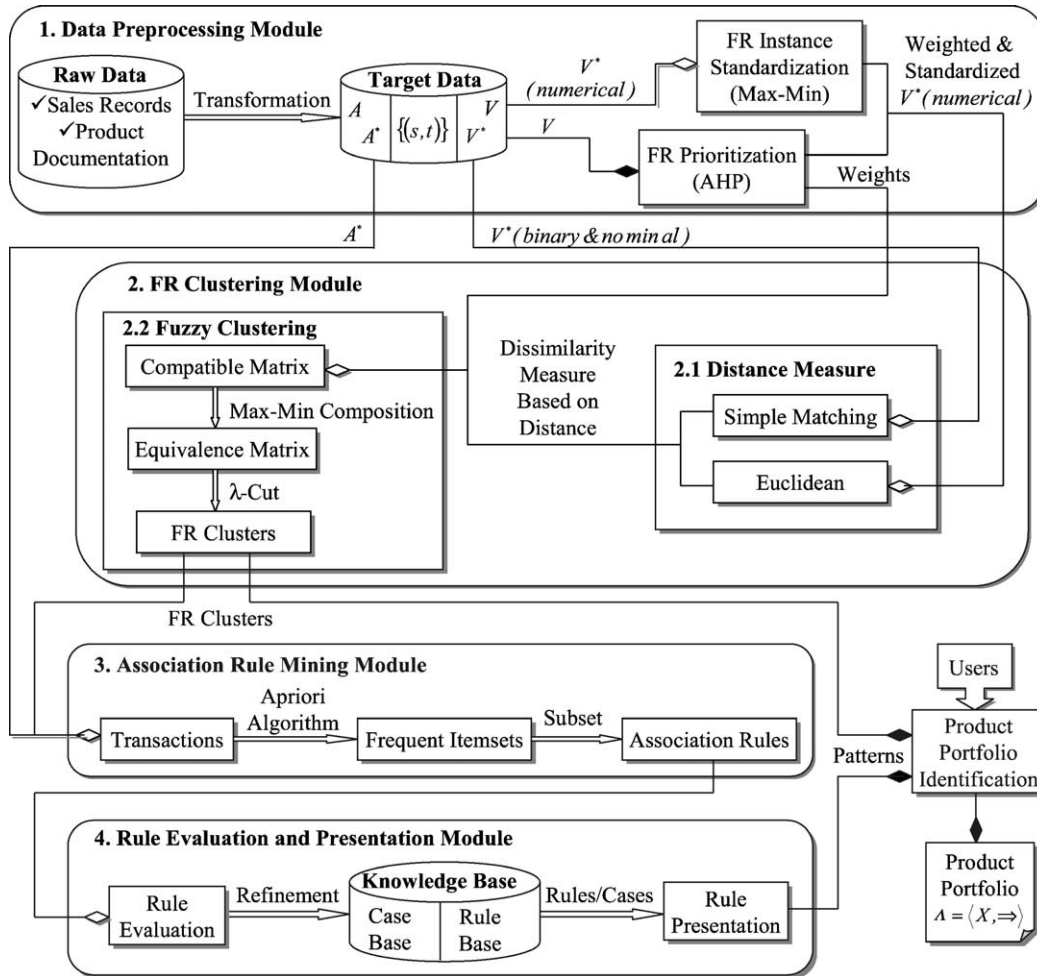 1. Data Preprocessing Module
Raw Data
✓Sales Records
✓Product
Documentation
Transformation
Target Data
A
A*
{(s,t)}
V
V*
V*
(numerical)
V
FR Instance
Standardization
(Max-Min)
FR Prioritization
(AHP)
Weighted &
Standardized
V*(numerical)
Weights
A*
V*(binary & nominal)
2. FR Clustering Module
2.2 Fuzzy Clustering
Compatible Matrix
Max-Min Composition
Equivalence Matrix
λ-Cut
FR Clusters
Dissimilarity
Measure
Based on
Distance
2.1 Distance Measure
Simple Matching
Euclidean
FR Clusters
3. Association Rule Mining Module
Transactions
Apriori
Algorithm
Frequent Itemsets
Subset
Association Rules
Users
Product
Portfolio
Identification
Patterns
4. Rule Evaluation and Presentation Module
Rule
Evaluation
Refinement
Knowledge Base
Case
Base
Rule
Base
Rules/Cases
Rule
Presentation
Product
Portfolio
Λ = ⟨X,⇒⟩